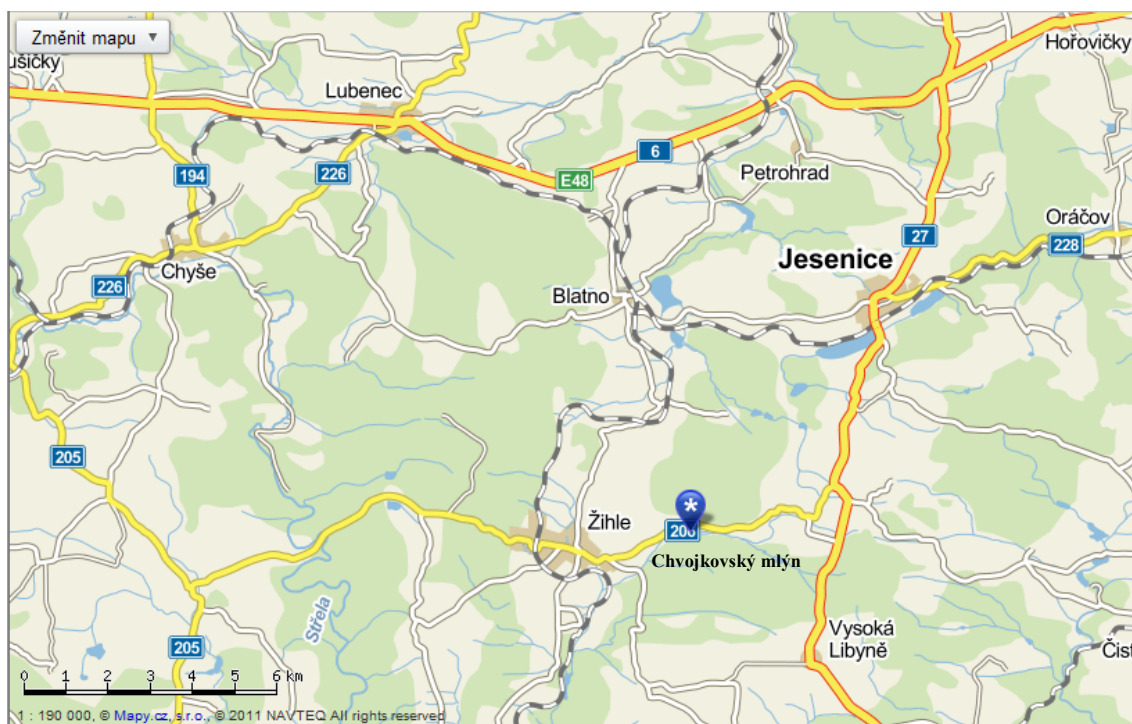 Změnit mapu
ušičky
Hořovičky
Lubenec
6
194
226
E48
Petrohrad
Oráčov
27
228
Jesenice
Chyše
226
Blatno
205
Žihle
206
Chvojkovský mlýn
Střela
205
Vysoká
Libyně
Čist
0 1 2 3 4 5 6 km
1 : 190 000, © Mapy.cz, s.r.o., © 2011 NAVTEQ All rights reserved